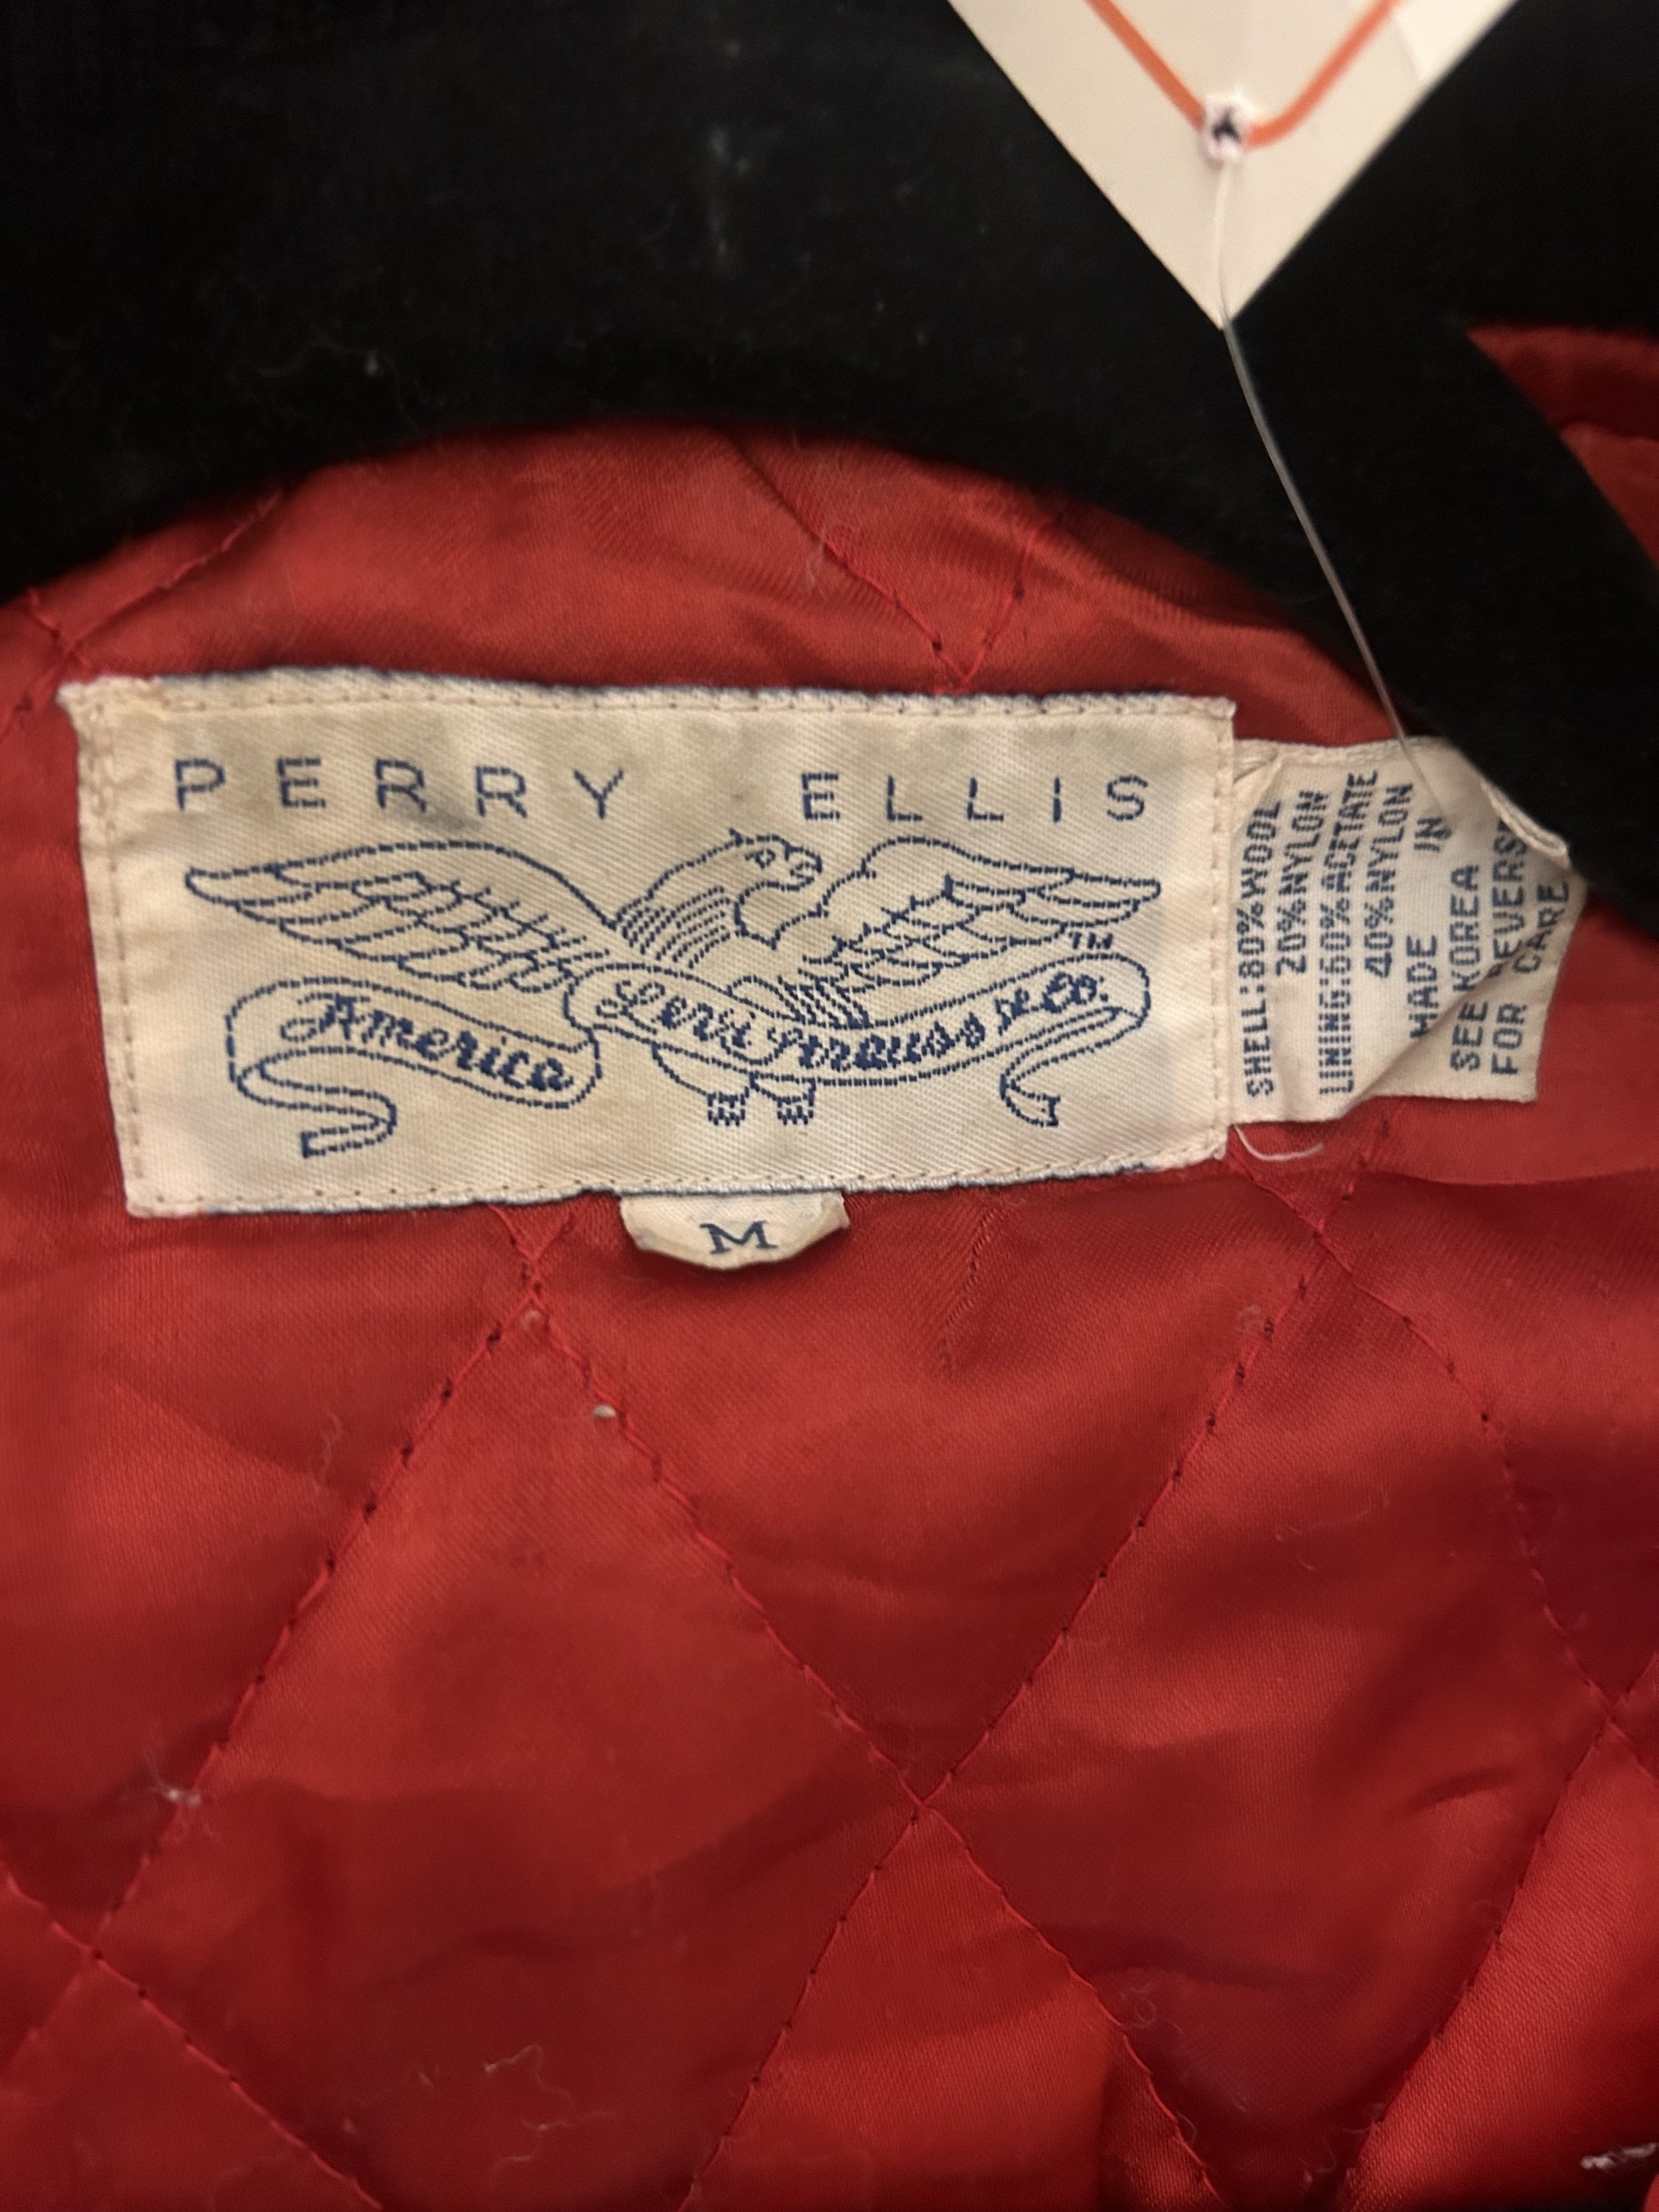 PERRY ELLIS
America Levi Strauss & Co. TM
M
SHELL:80%WOOL
20%NYLON
LINING:60%ACETATE
40%NYLON
MADE IN
KOREA
SEE REVERSE
FOR CARE